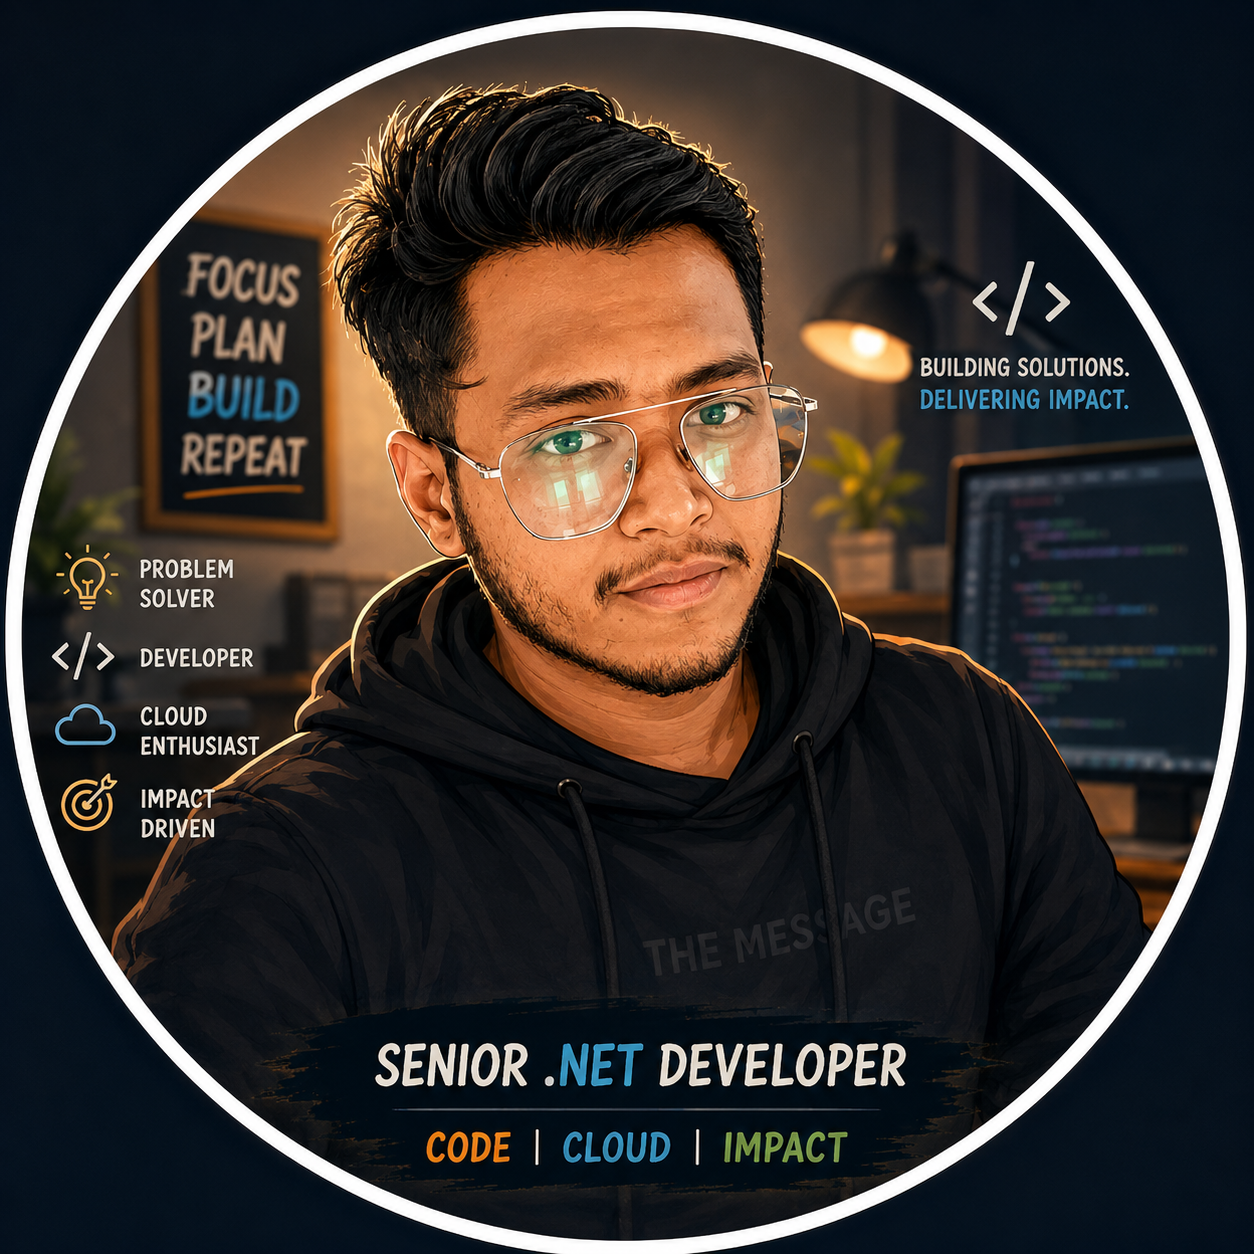 FOCUS
PLAN
BUILD
REPEAT
</>
BUILDING SOLUTIONS.
DELIVERING IMPACT.
PROBLEM
SOLVER
</> DEVELOPER
CLOUD
ENTHUSIAST
IMPACT
DRIVEN
THE MESSAGE
SENIOR .NET DEVELOPER
CODE | CLOUD | IMPACT